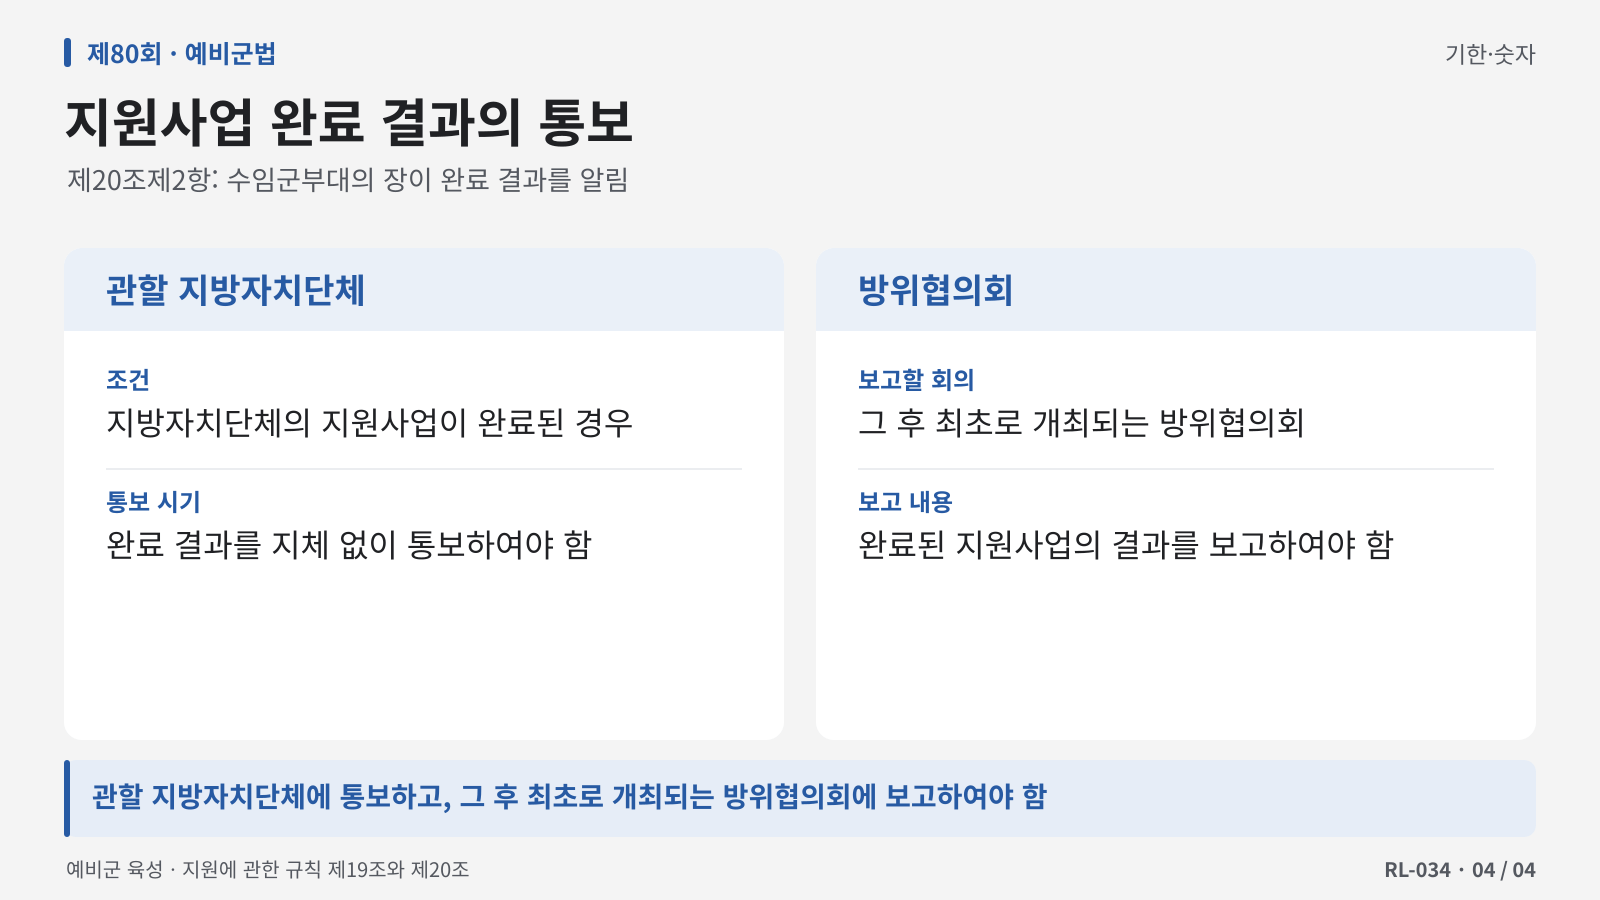 제80회 · 예비군법
기한·숫자
지원사업 완료 결과의 통보
제20조제2항: 수임군부대의 장이 완료 결과를 알림
관할 지방자치단체
조건
지방자치단체의 지원사업이 완료된 경우
통보 시기
완료 결과를 지체 없이 통보하여야 함
방위협의회
보고할 회의
그 후 최초로 개최되는 방위협의회
보고 내용
완료된 지원사업의 결과를 보고하여야 함
관할 지방자치단체에 통보하고, 그 후 최초로 개최되는 방위협의회에 보고하여야 함
예비군 육성 · 지원에 관한 규칙 제19조와 제20조
RL-034 · 04 / 04